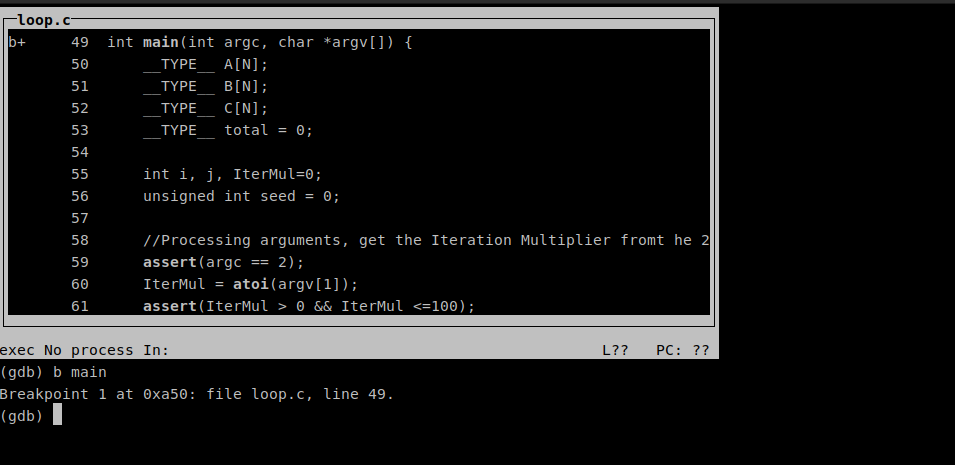 loop.c
b+ 49 int main(int argc, char *argv[]) {
50 __TYPE__ A[N];
51 __TYPE__ B[N];
52 __TYPE__ C[N];
53 __TYPE__ total = 0;
54
55 int i, j, IterMul=0;
56 unsigned int seed = 0;
57
58 //Processing arguments, get the Iteration Multiplier fromt he 2
59 assert(argc == 2);
60 IterMul = atoi(argv[1]);
61 assert(IterMul > 0 && IterMul <=100);
exec No process In: L?? PC: ??
(gdb) b main
Breakpoint 1 at 0xa50: file loop.c, line 49.
(gdb)